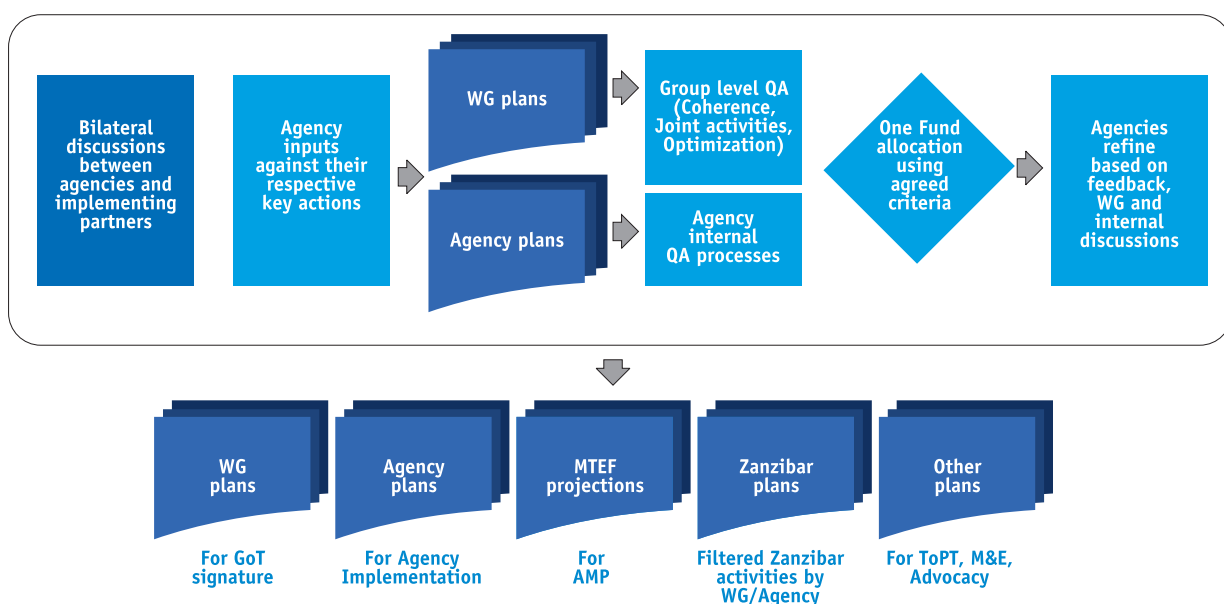 Bilateral
discussions
between
agencies and
implementing
partners
Agency
inputs
against their
respective
key actions
WG plans
Agency plans
Group level QA
(Coherence,
Joint activities,
Optimization)
Agency
internal
QA processes
One Fund
allocation
using
agreed
criteria
Agencies
refine
based on
feedback,
WG and
internal
discussions
WG
plans
For GoT
signature
Agency
plans
For Agency
Implementation
MTEF
projections
For
AMP
Zanzibar
plans
Filtered Zanzibar
activities by
WG/Agency
Other
plans
For ToPT, M&E,
Advocacy